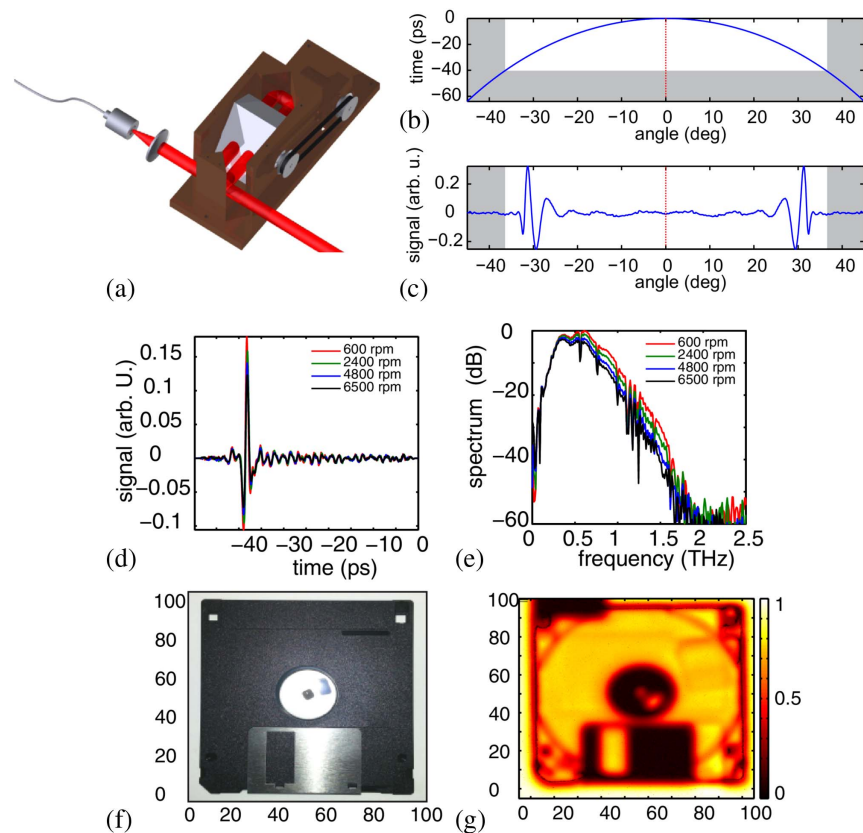 (a)
time (ps)
0
−20
−40
−60
−40 −30 −20 −10 0 10 20 30 40
(b)
angle (deg)
signal (arb. u.)
0.2
0
−0.2
−40 −30 −20 −10 0 10 20 30 40
(c)
angle (deg)
signal (arb. U.)
0.15
0.10
0.05
0
−0.05
−0.1
600 rpm
2400 rpm
4800 rpm
6500 rpm
−40 −30 −20 −10 0
(d)
time (ps)
spectrum (dB)
0
−20
−40
−60
600 rpm
2400 rpm
4800 rpm
6500 rpm
0 0.5 1.0 1.5 2.0 2.5
(e)
frequency (THz)
100
80
60
40
20
0
0 20 40 60 80 100
(f)
100
80
60
40
20
0
20 40 60 80 100
1
0.5
0
(g)